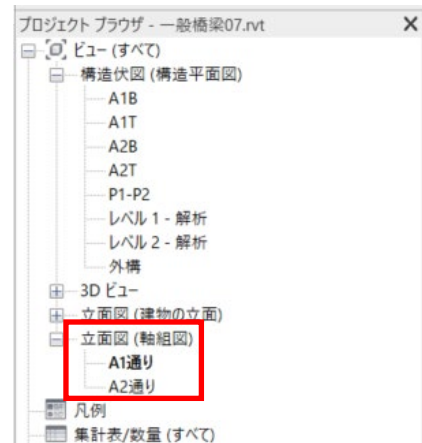 プロジェクト ブラウザ - 一般橋梁07.rvt
ビュー (すべて)
構造伏図 (構造平面図)
A1B
A1T
A2B
A2T
P1-P2
レベル 1 - 解析
レベル 2 - 解析
外構
3D ビュー
立面図 (建物の立面)
立面図 (軸組図)
A1通り
A2通り
凡例
集計表/数量 (すべて)